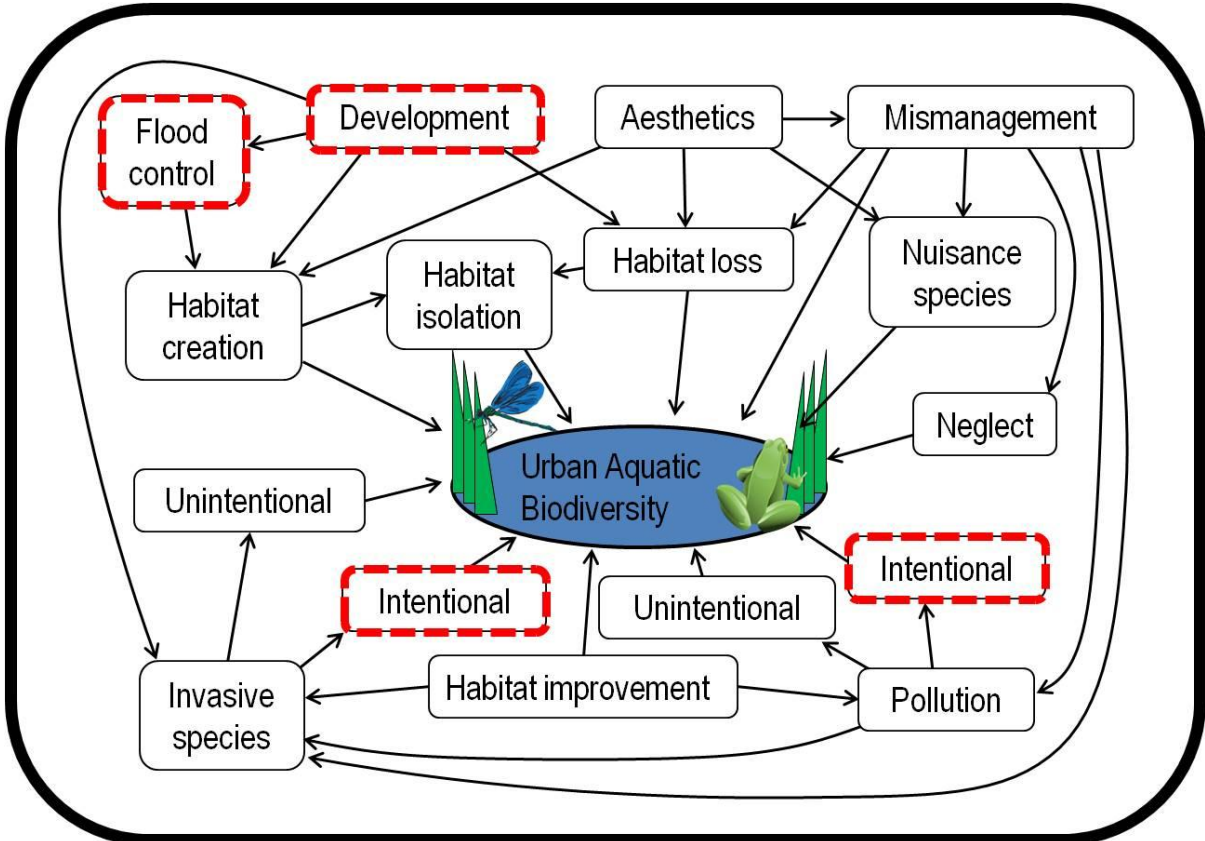 Flood
control
Development
Aesthetics
Mismanagement
Habitat
creation
Habitat
isolation
Habitat loss
Nuisance
species
Neglect
Urban Aquatic
Biodiversity
Unintentional
Intentional
Unintentional
Intentional
Invasive
species
Habitat improvement
Pollution